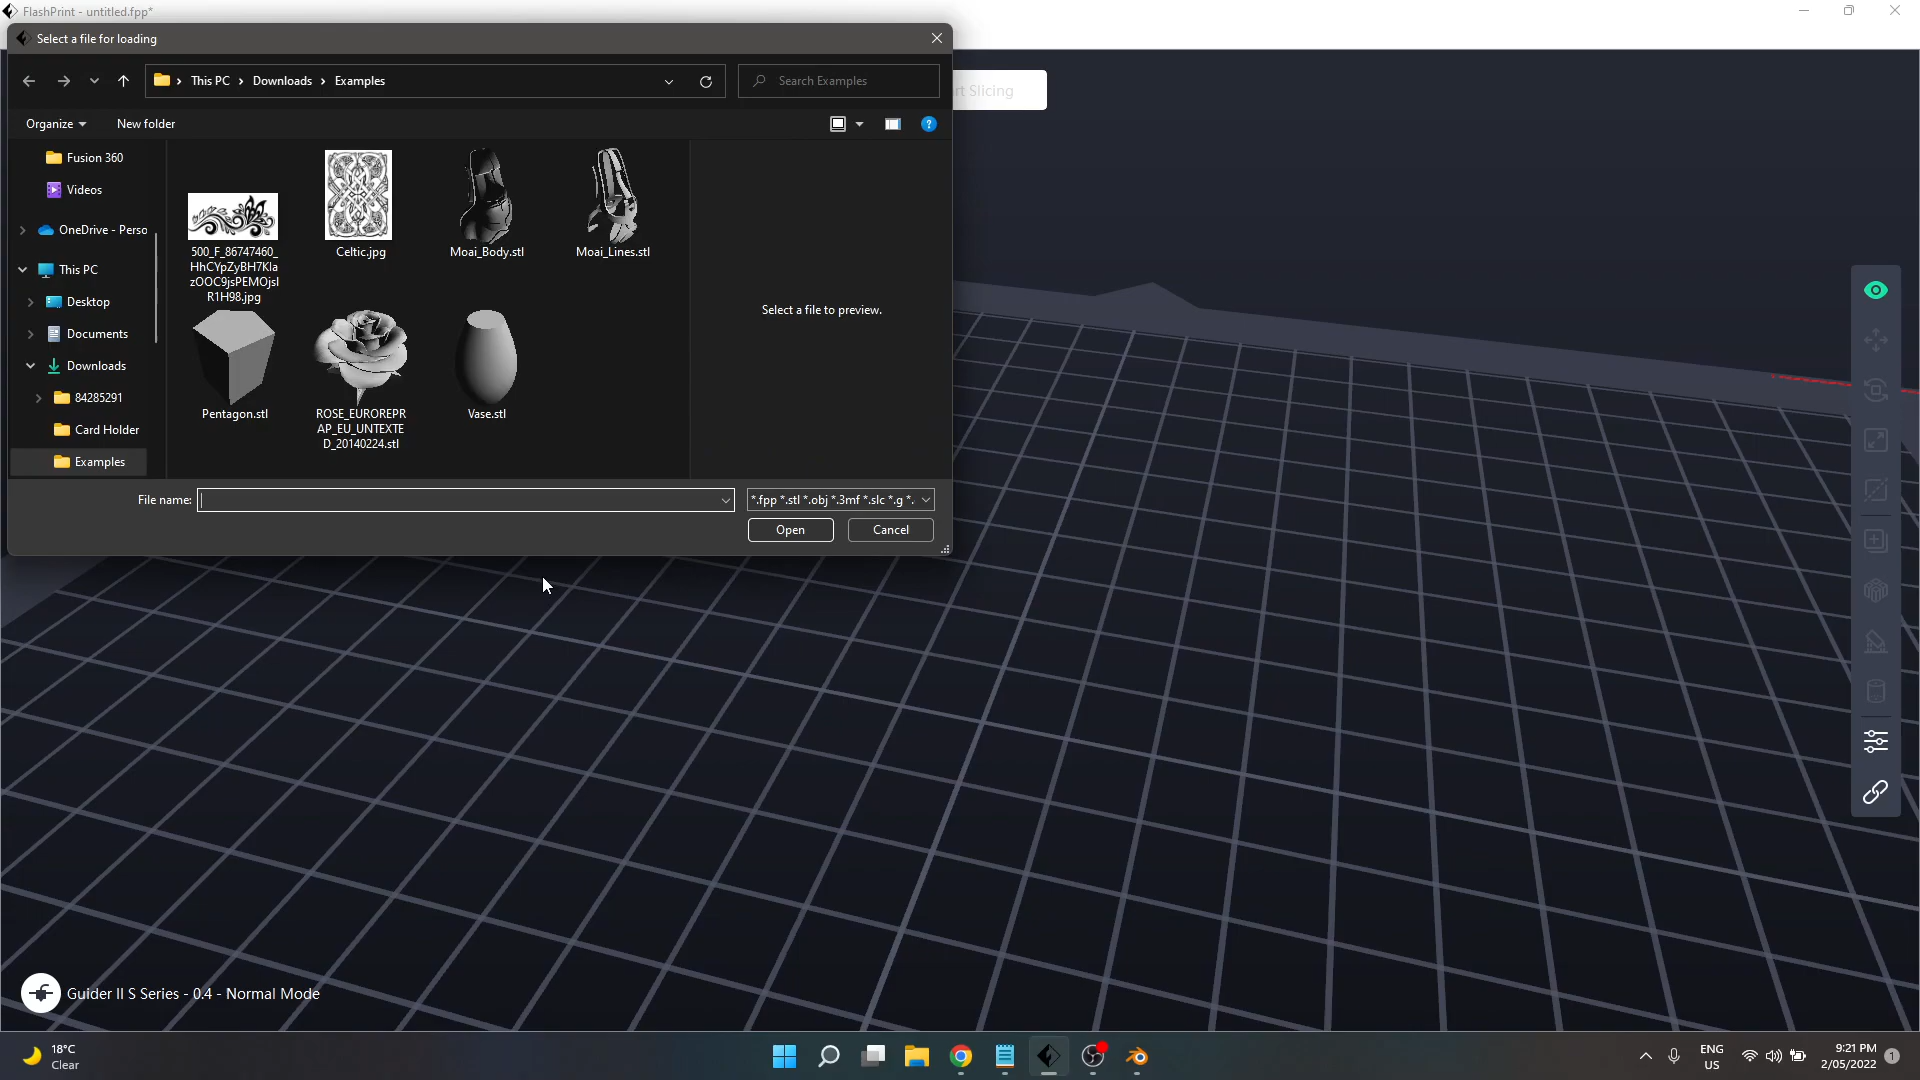 FlashPrint - untitled.fpp*
Select a file for loading
This PC > Downloads > Examples
Search Examples
rt Slicing
Organize
New folder
Fusion 360
Videos
OneDrive - Perso
This PC
Desktop
Documents
Downloads
84285291
Card Holder
Examples
500_F_86747460_
HhCYpZyBH7Kla
zOOC9jsPEMOjsl
R1H98.jpg
Celtic.jpg
Moai_Body.stl
Moai_Lines.stl
Pentagon.stl
ROSE_EUROREPR
AP_EU_UNTEXTE
D_20140224.stl
Vase.stl
Select a file to preview.
File name:
*.fpp *.stl *.obj *.3mf *.slc *.g *.
Open
Cancel
Guider II S Series - 0.4 - Normal Mode
18°C
Clear
ENG
US
9:21 PM
2/05/2022
1